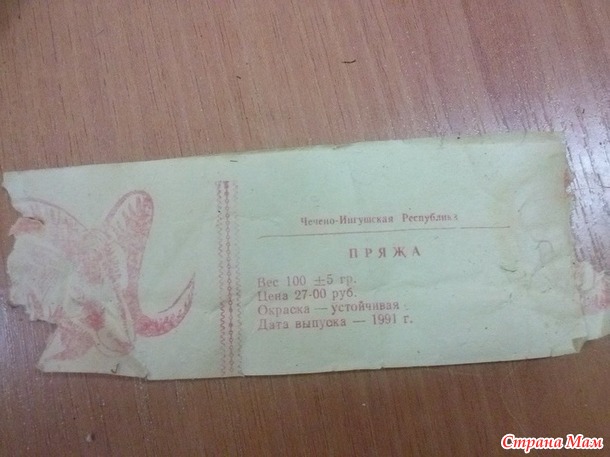 Чечено-Ингушская Республика
ПРЯЖА
Вес 100 ±5 гр.
Цена 27-00 руб.
Окраска — устойчивая
Дата выпуска — 1991 г.
Страна Мам